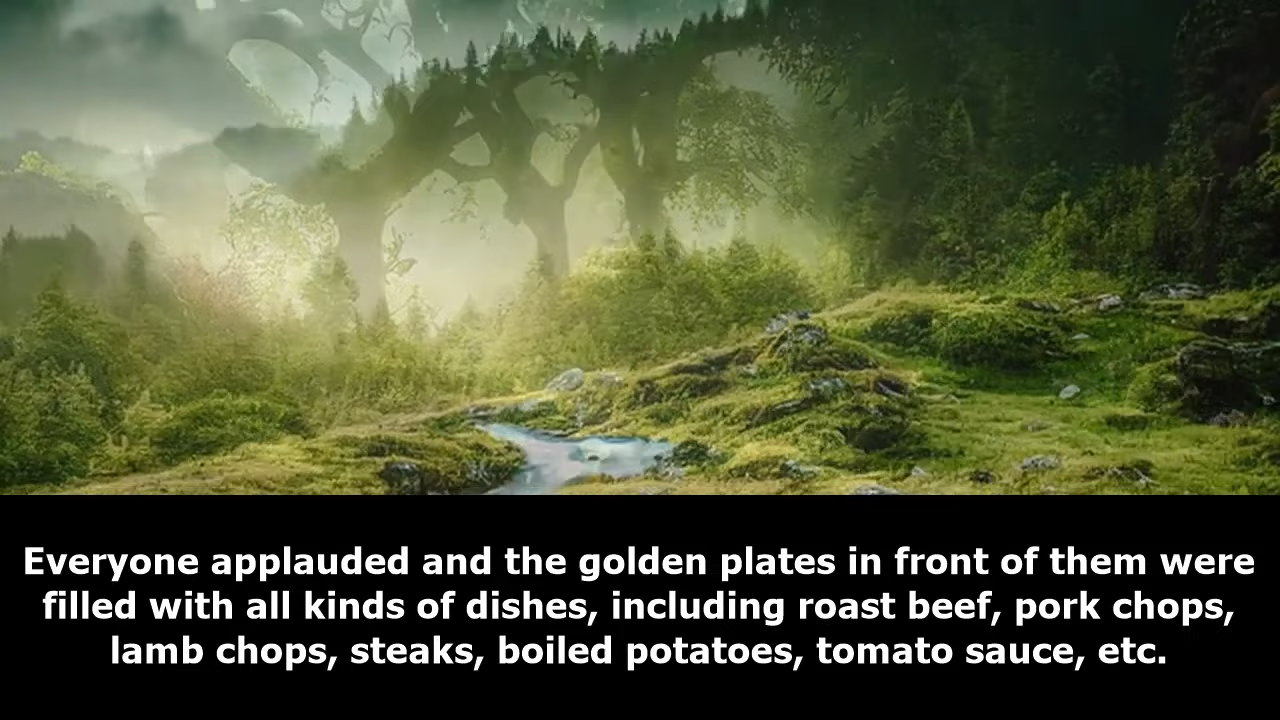 Everyone applauded and the golden plates in front of them were
filled with all kinds of dishes, including roast beef, pork chops,
lamb chops, steaks, boiled potatoes, tomato sauce, etc.